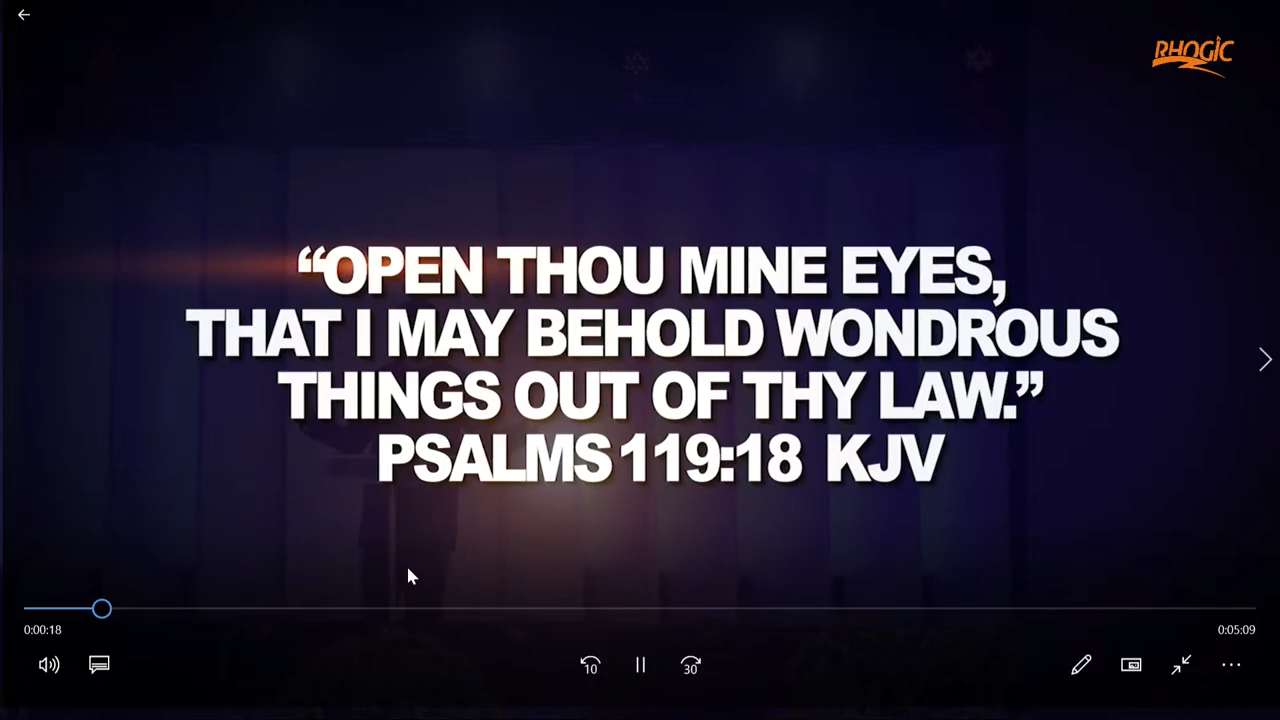 RHOGIC
“OPEN THOU MINE EYES,
THAT I MAY BEHOLD WONDROUS
THINGS OUT OF THY LAW.”
PSALMS 119:18 KJV
0:00:18
0:05:09
10
30